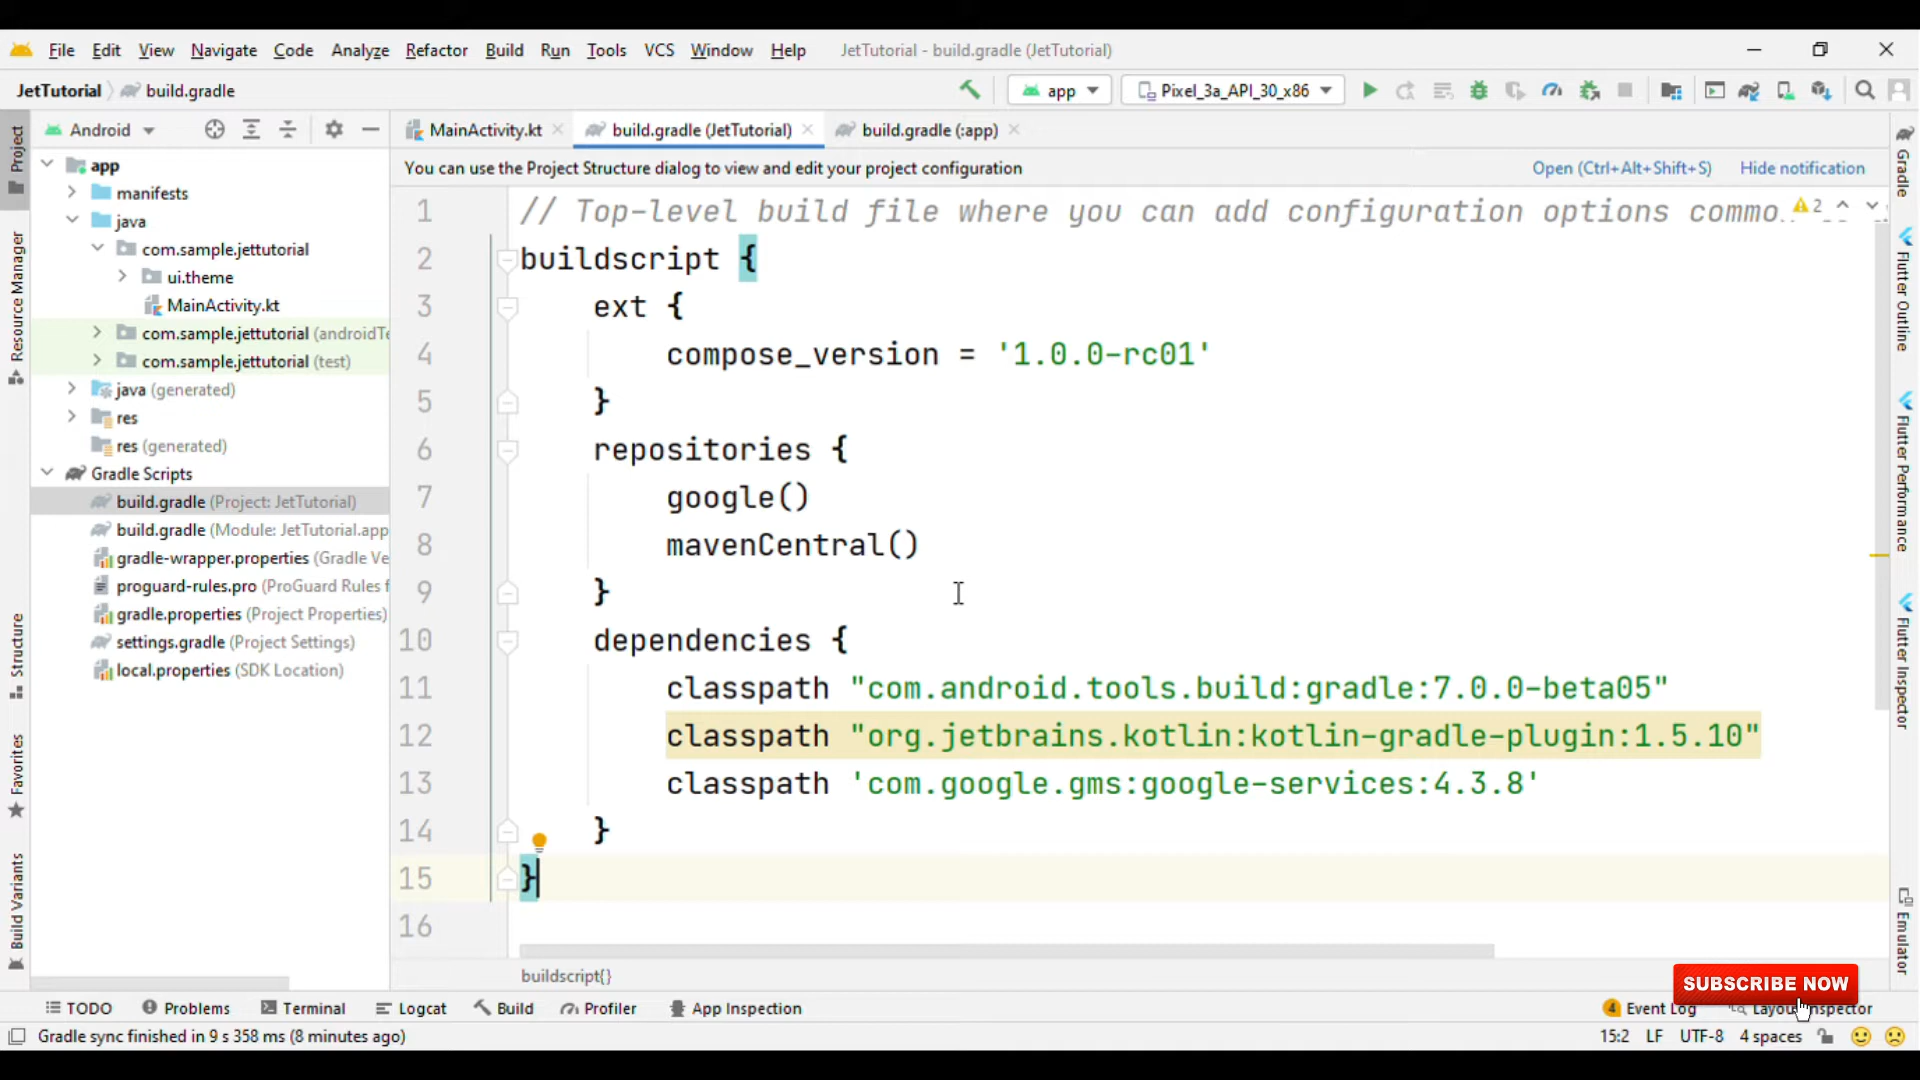 File Edit View Navigate Code Analyze Refactor Build Run Tools VCS Window Help JetTutorial - build.gradle (JetTutorial)
JetTutorial build.gradle app Pixel_3a_API_30_x86
Project
Android
MainActivity.kt build.gradle (JetTutorial) build.gradle (:app)
You can use the Project Structure dialog to view and edit your project configuration Open (Ctrl+Alt+Shift+S) Hide notification
app
manifests
java
com.sample.jettutorial
ui.theme
MainActivity.kt
com.sample.jettutorial (androidTe
com.sample.jettutorial (test)
java (generated)
res
res (generated)
Gradle Scripts
build.gradle (Project: JetTutorial)
build.gradle (Module: JetTutorial.app
gradle-wrapper.properties (Gradle Ve
proguard-rules.pro (ProGuard Rules f
gradle.properties (Project Properties)
settings.gradle (Project Settings)
local.properties (SDK Location)
Resource Manager
Structure
Favorites
Build Variants
1 // Top-level build file where you can add configuration options commo
2
2 buildscript {
3 ext {
4 compose_version = '1.0.0-rc01'
5 }
6 repositories {
7 google()
8 mavenCentral()
9 }
10 dependencies {
11 classpath "com.android.tools.build:gradle:7.0.0-beta05"
12 classpath "org.jetbrains.kotlin:kotlin-gradle-plugin:1.5.10"
13 classpath 'com.google.gms:google-services:4.3.8'
14 }
15 }
16
buildscript{}
Gradle
Flutter Outline
Flutter Performance
Flutter Inspector
Emulator
SUBSCRIBE NOW
TODO Problems Terminal Logcat Build Profiler App Inspection 4 Event Log Layout Inspector
Gradle sync finished in 9 s 358 ms (8 minutes ago) 15:2 LF UTF-8 4 spaces